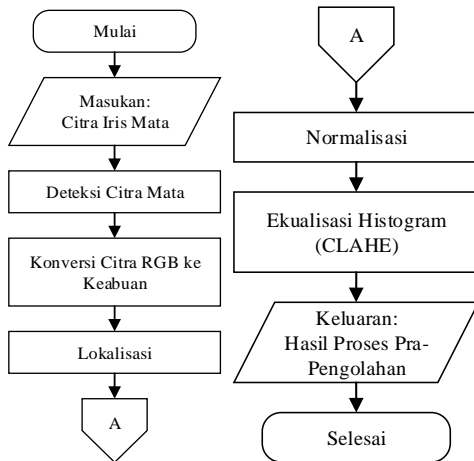 Mulai
Masukan:
Citra Iris Mata
Deteksi Citra Mata
Konversi Citra RGB ke
Keabuan
Lokalisasi
A
A
Normalisasi
Ekualisasi Histogram
(CLAHE)
Keluaran:
Hasil Proses Pra-
Pengolahan
Selesai